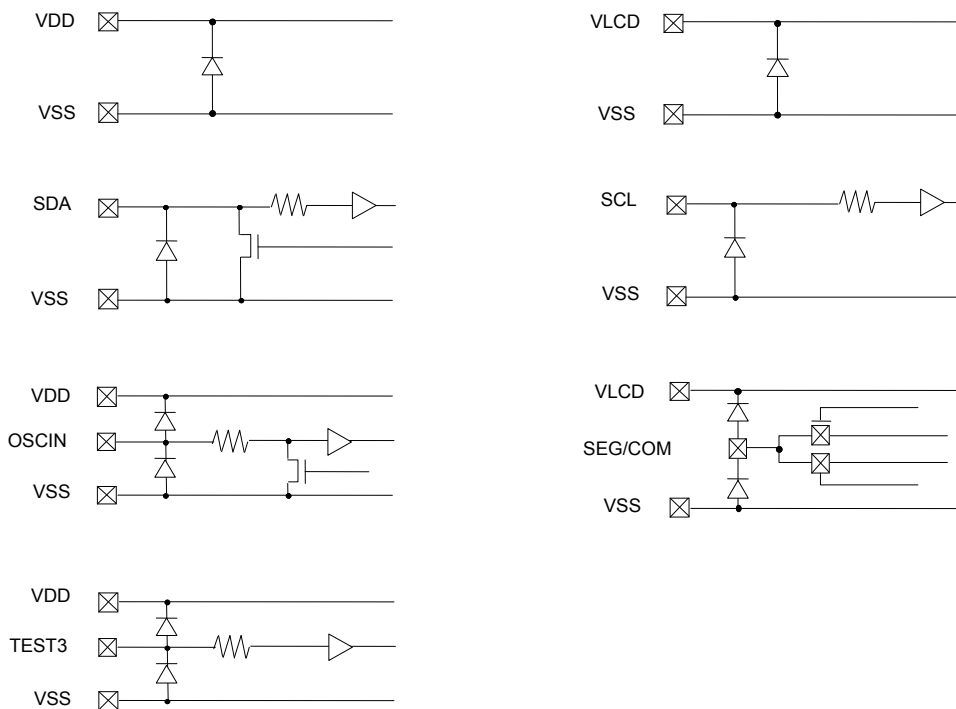 VDD
VSS
VLCD
VSS
SDA
VSS
SCL
VSS
VDD
OSCIN
VSS
VLCD
SEG/COM
VSS
VDD
TEST3
VSS